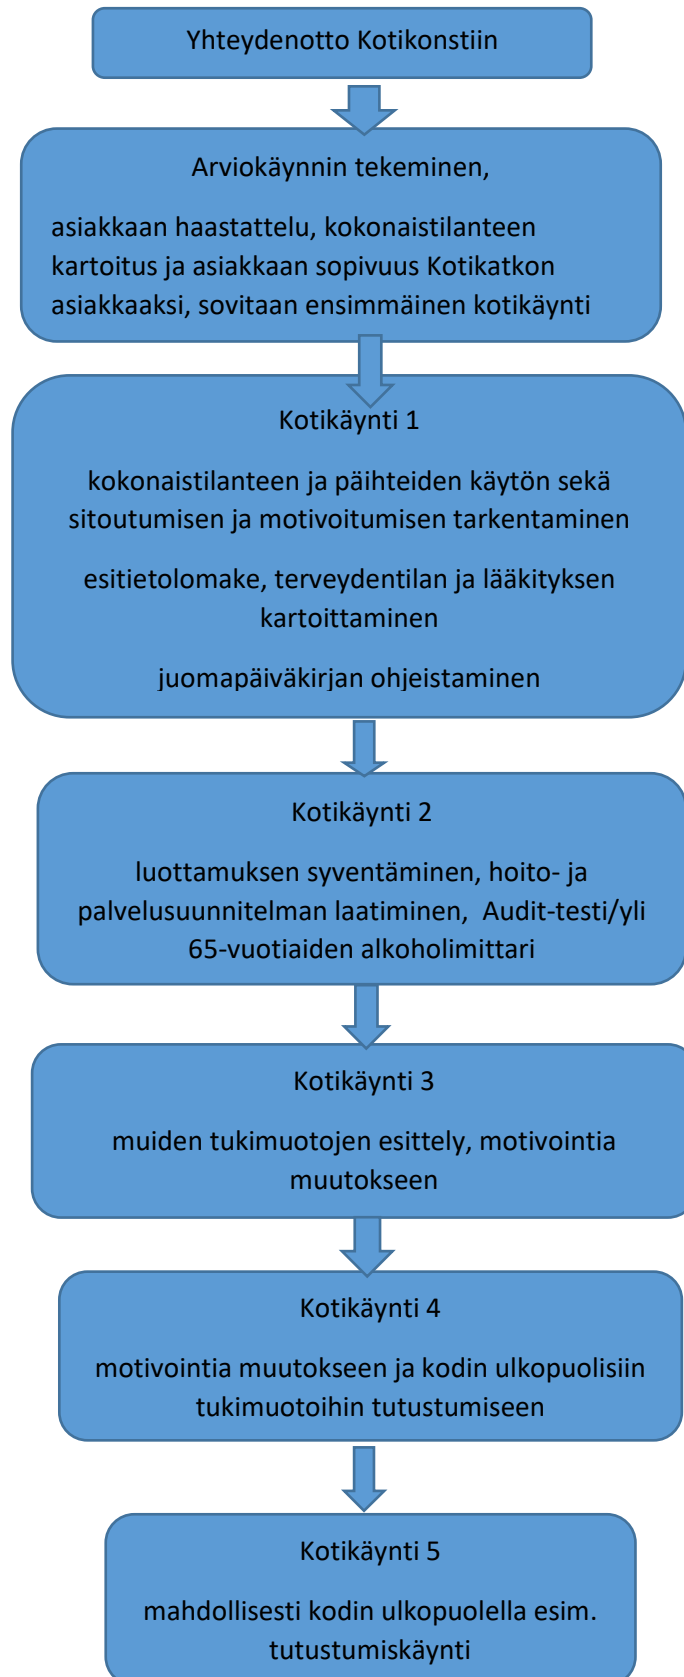 Yhteydenotto Kotikonstiin
Arviokäynnin tekeminen,
asiakkaan haastattelu, kokonaistilanteen
kartoitus ja asiakkaan sopivuus Kotikatkon
asiakkaaksi, sovitaan ensimmäinen kotikäynti
Kotikäynti 1
kokonaistilanteen ja päihteiden käytön sekä
sitoutumisen ja motivoitumisen tarkentaminen
esitietolomake, terveydentilan ja lääkityksen
kartoittaminen
juomapäiväkirjan ohjeistaminen
Kotikäynti 2
luottamuksen syventäminen, hoito- ja
palvelusuunnitelman laatiminen, Audit-testi/yli
65-vuotiaiden alkoholimittari
Kotikäynti 3
muiden tukimuotojen esittely, motivointia
muutokseen
Kotikäynti 4
motivointia muutokseen ja kodin ulkopuolisiin
tukimuotoihin tutustumiseen
Kotikäynti 5
mahdollisesti kodin ulkopuolella esim.
tutustumiskäynti